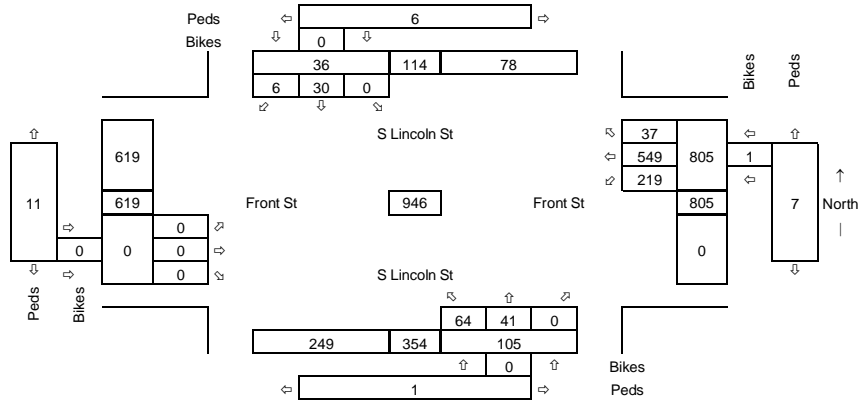 Peds 6
Bikes 0
36 114 78
6 30 0
Bikes Peds
S Lincoln St
37
619 549 805 1
219
11 619 Front St 946 Front St 805 7 North
0
0 0 0 0
0
S Lincoln St
Peds Bikes
64 41 0
249 354 105
0 Bikes
1 Peds